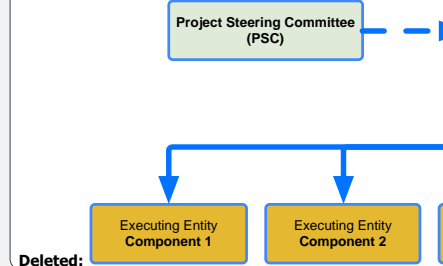 Project Steering Committee
(PSC)
Executing Entity
Component 1
Executing Entity
Component 2
Deleted: